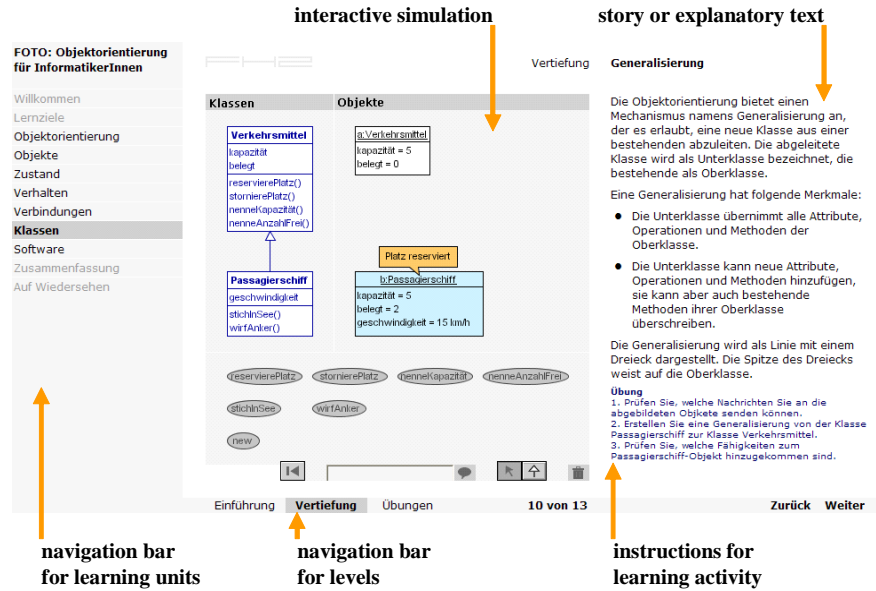 interactive simulation
story or explanatory text
FOTO: Objektorientierung
für InformatikerInnen
Willkommen
Lernziele
Objektorientierung
Objekte
Zustand
Verhalten
Verbindungen
Klassen
Software
Zusammenfassung
Auf Wiedersehen
FHZ
Vertiefung
Klassen
Objekte
Verkehrsmittel
kapazität
belegt
reservierePlatz()
stornierePlatz()
nenneKapazität()
nenneAnzahlFrei()
a:Verkehrsmittel
kapazität = 5
belegt = 0
Passagierschiff
geschwindigkeit
stichInSee()
wirfAnker()
Platz reserviert
b:Passagierschiff
kapazität = 5
belegt = 2
geschwindigkeit = 15 km/h
reservierePlatz
stornierePlatz
nenneKapazität
nenneAnzahlFrei
stichInSee
wirfAnker
new
Generalisierung
Die Objektorientierung bietet einen
Mechanismus namens Generalisierung an,
der es erlaubt, eine neue Klasse aus einer
bestehenden abzuleiten. Die abgeleitete
Klasse wird als Unterklasse bezeichnet, die
bestehende als Oberklasse.
Eine Generalisierung hat folgende Merkmale:
● Die Unterklasse übernimmt alle Attribute,
Operationen und Methoden der
Oberklasse.
● Die Unterklasse kann neue Attribute,
Operationen und Methoden hinzufügen,
sie kann aber auch bestehende
Methoden ihrer Oberklasse
überschreiben.
Die Generalisierung wird als Linie mit einem
Dreieck dargestellt. Die Spitze des Dreiecks
weist auf die Oberklasse.
Übung
1. Prüfen Sie, welche Nachrichten Sie an die
abgebildeten Objkete senden können.
2. Erstellen Sie eine Generalisierung von der Klasse
Passagierschiff zur Klasse Verkehrsmittel.
3. Prüfen Sie, welche Fähigkeiten zum
Passagierschiff-Objekt hinzugekommen sind.
Einführung
Vertiefung
Übungen
10 von 13
Zurück
Weiter
navigation bar
for learning units
navigation bar
for levels
instructions for
learning activity